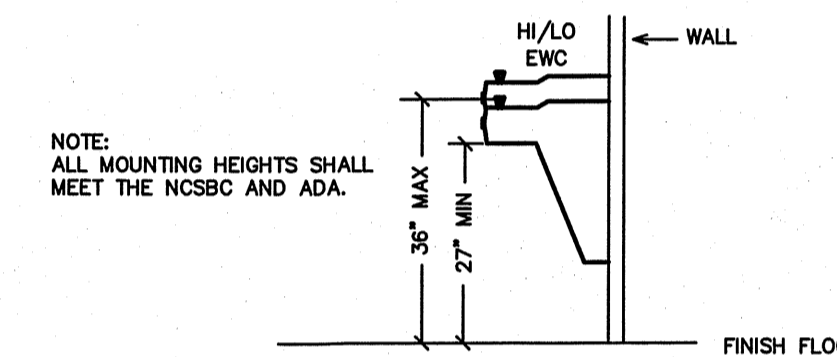 HI/LO
EWC
WALL
NOTE:
ALL MOUNTING HEIGHTS SHALL
MEET THE NCSBC AND ADA.
36" MAX
27" MIN
FINISH FLO